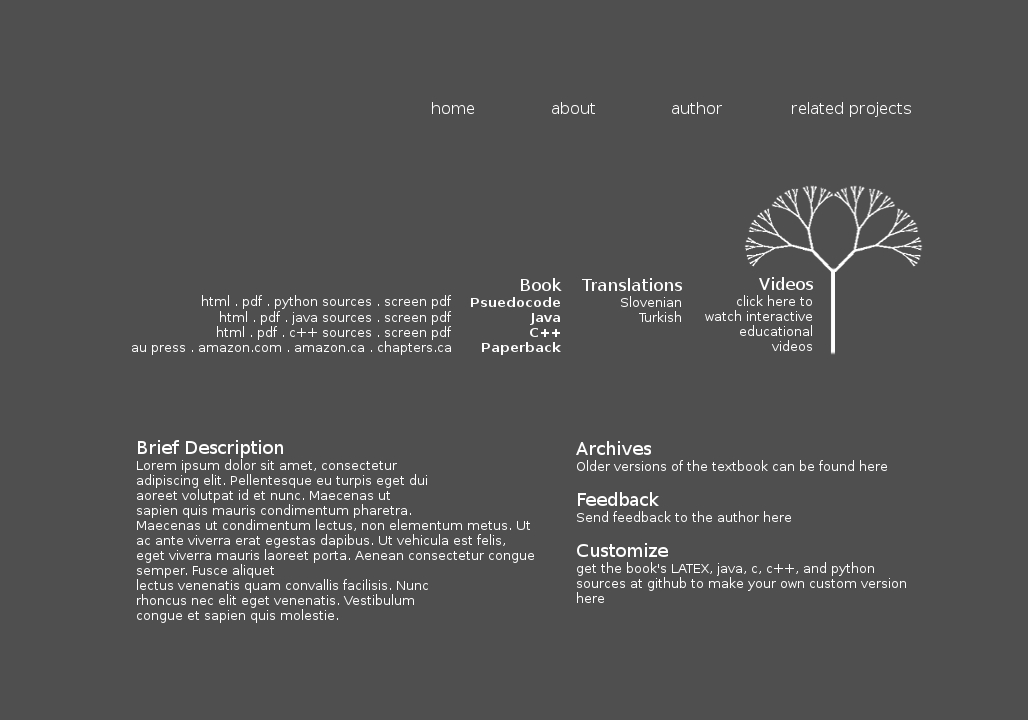 home about author related projects
Book
html . pdf . python sources . screen pdf Psuedocode
html . pdf . java sources . screen pdf Java
html . pdf . c++ sources . screen pdf C++
au press . amazon.com . amazon.ca . chapters.ca Paperback
Translations
Slovenian
Turkish
Videos
click here to
watch interactive
educational
videos
Brief Description
Lorem ipsum dolor sit amet, consectetur
adipiscing elit. Pellentesque eu turpis eget dui
aoreet volutpat id et nunc. Maecenas ut
sapien quis mauris condimentum pharetra.
Maecenas ut condimentum lectus, non elementum metus. Ut
ac ante viverra erat egestas dapibus. Ut vehicula est felis,
eget viverra mauris laoreet porta. Aenean consectetur congue
semper. Fusce aliquet
lectus venenatis quam convallis facilisis. Nunc
rhoncus nec elit eget venenatis. Vestibulum
congue et sapien quis molestie.
Archives
Older versions of the textbook can be found here
Feedback
Send feedback to the author here
Customize
get the book's LATEX, java, c, c++, and python
sources at github to make your own custom version
here